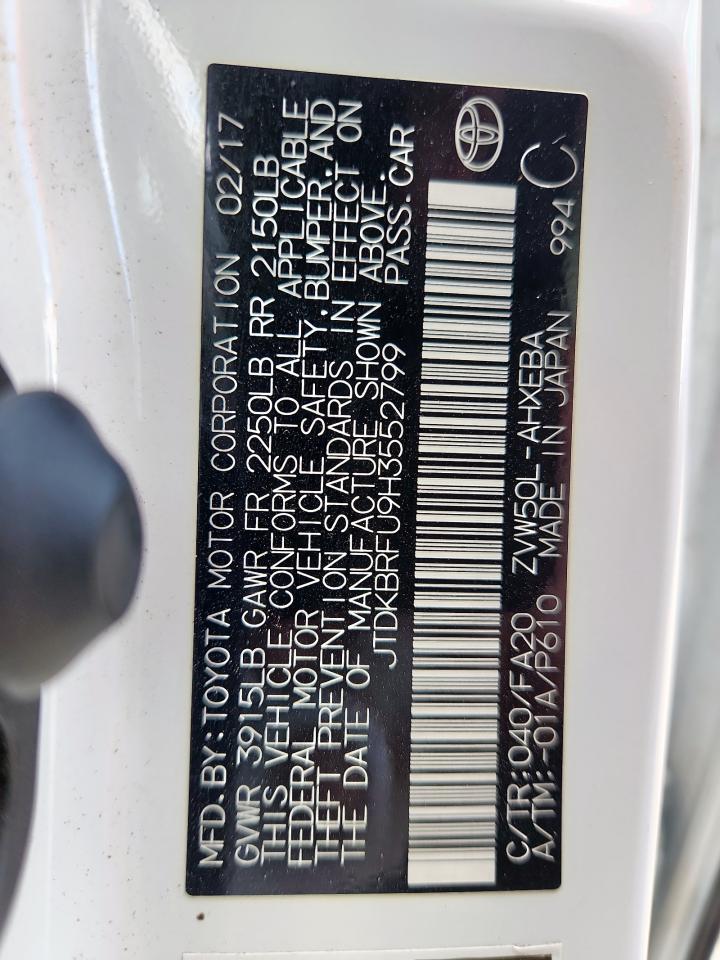 MFD.BY:TOYOTA MOTOR CORPORATION 02/17
GVWR 3915LB GAWR FR 2250LB RR 2150LB
THIS VEHICLE CONFORMS TO ALL APPLICABLE
FEDERAL MOTOR VEHICLE SAFETY,BUMPER,AND
THEFT PREVENTION STANDARDS IN EFFECT ON
THE DATE OF MANUFACTURE SHOWN ABOVE.
JTDKBRFU9H3552799 PASS.CAR
C/TR:040/FA20 ZVW50L-AHXEBA
A/TM:-01A/P610 MADE IN JAPAN 994 C